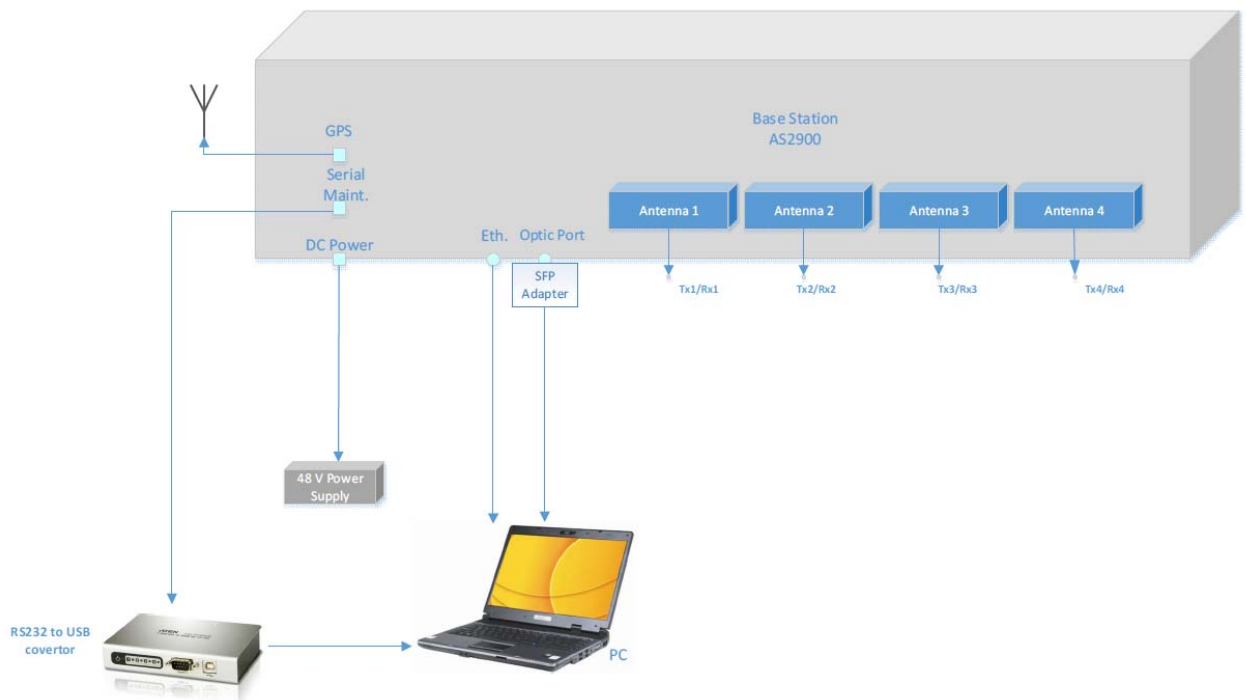 Base Station
AS2900
GPS
Serial
Maint.
DC Power
Eth.
Optic Port
SFP
Adapter
Antenna 1
Antenna 2
Antenna 3
Antenna 4
Tx1/Rx1
Tx2/Rx2
Tx3/Rx3
Tx4/Rx4
48 V Power
Supply
RS232 to USB
covertor
PC